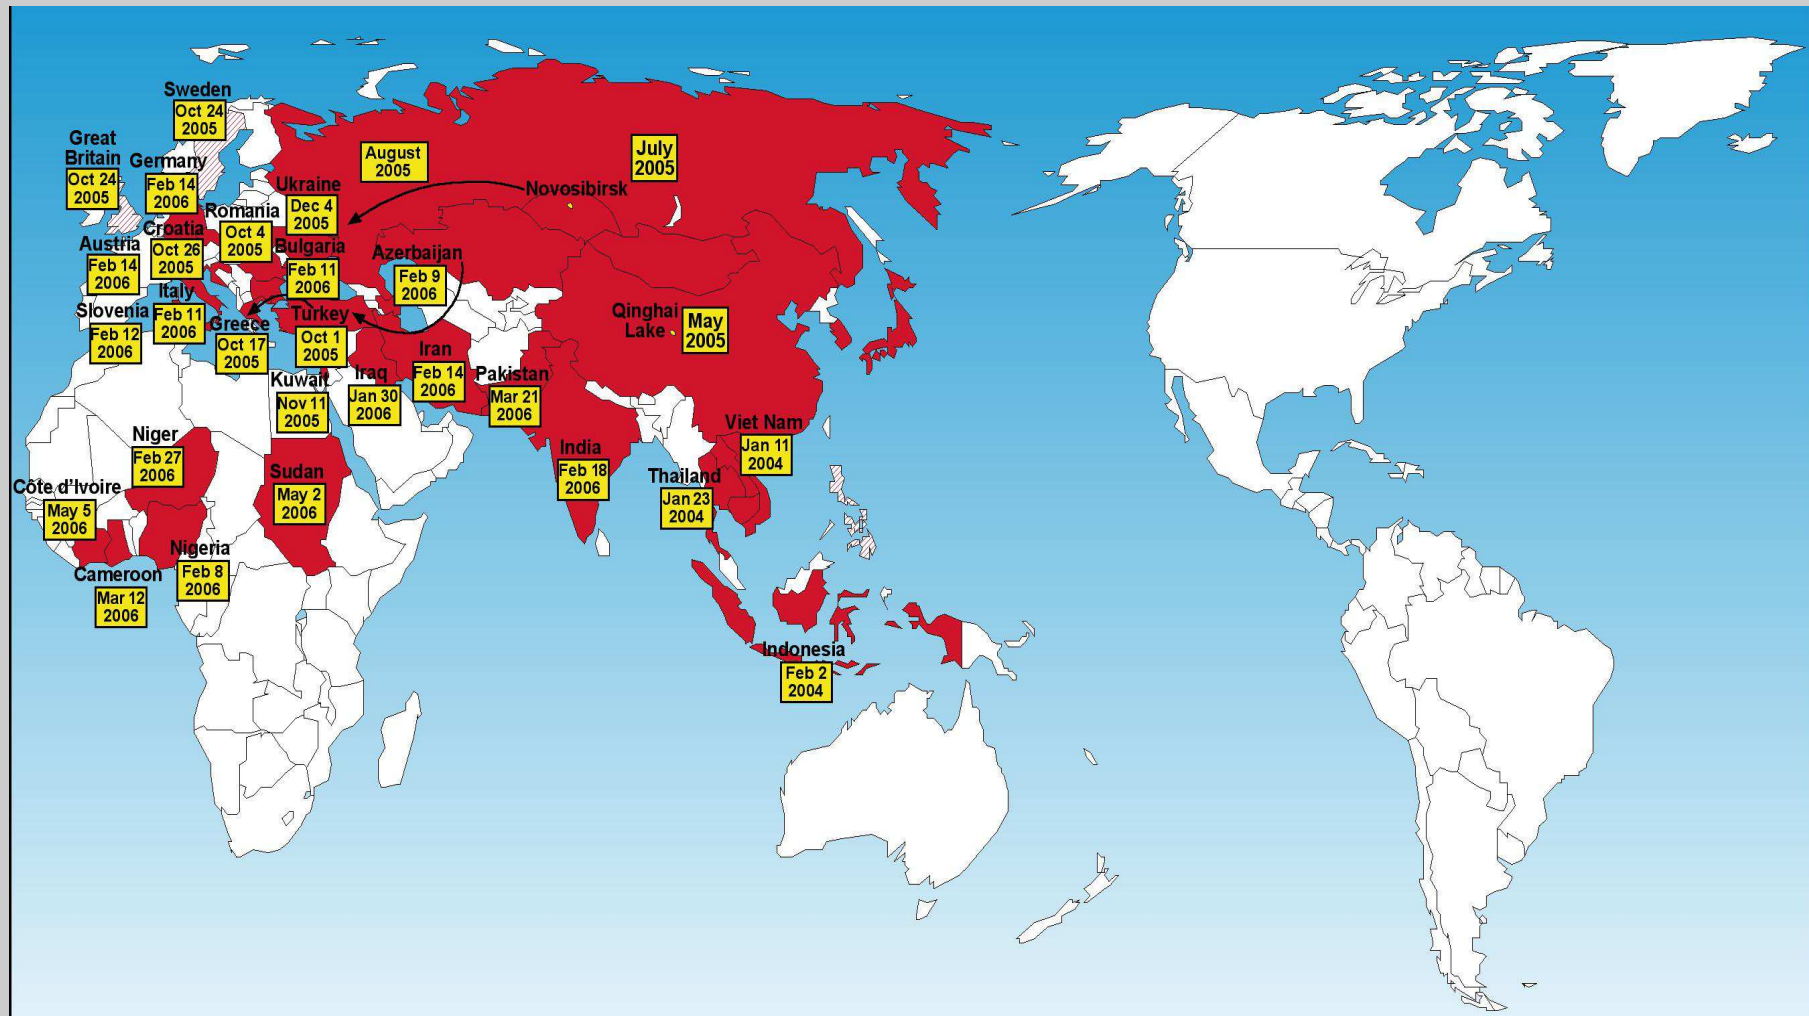 Sweden
Oct 24
2005
Great
Britain
Oct 24
2005
Germany
Feb 14
2006
August
2005
July
2005
Ukraine
Dec 4
2005
Novosibirsk
Romania
Oct 4
2005
Croatia
Oct 26
2005
Austria
Feb 14
2006
Bulgaria
Feb 11
2006
Azerbaijan
Feb 9
2006
Italy
Feb 11
2006
Slovenia
Feb 12
2006
Greece
Oct 17
2005
Turkey
Oct 1
2005
Qinghai
Lake
May
2005
Iran
Feb 14
2006
Iraq
Jan 30
2006
Kuwait
Nov 11
2005
Pakistan
Mar 21
2006
Viet Nam
Jan 11
2004
Niger
Feb 27
2006
India
Feb 18
2006
Sudan
May 2
2006
Thailand
Jan 23
2004
Côte d'Ivoire
May 5
2006
Nigeria
Feb 8
2006
Cameroon
Mar 12
2006
Indonesia
Feb 2
2004